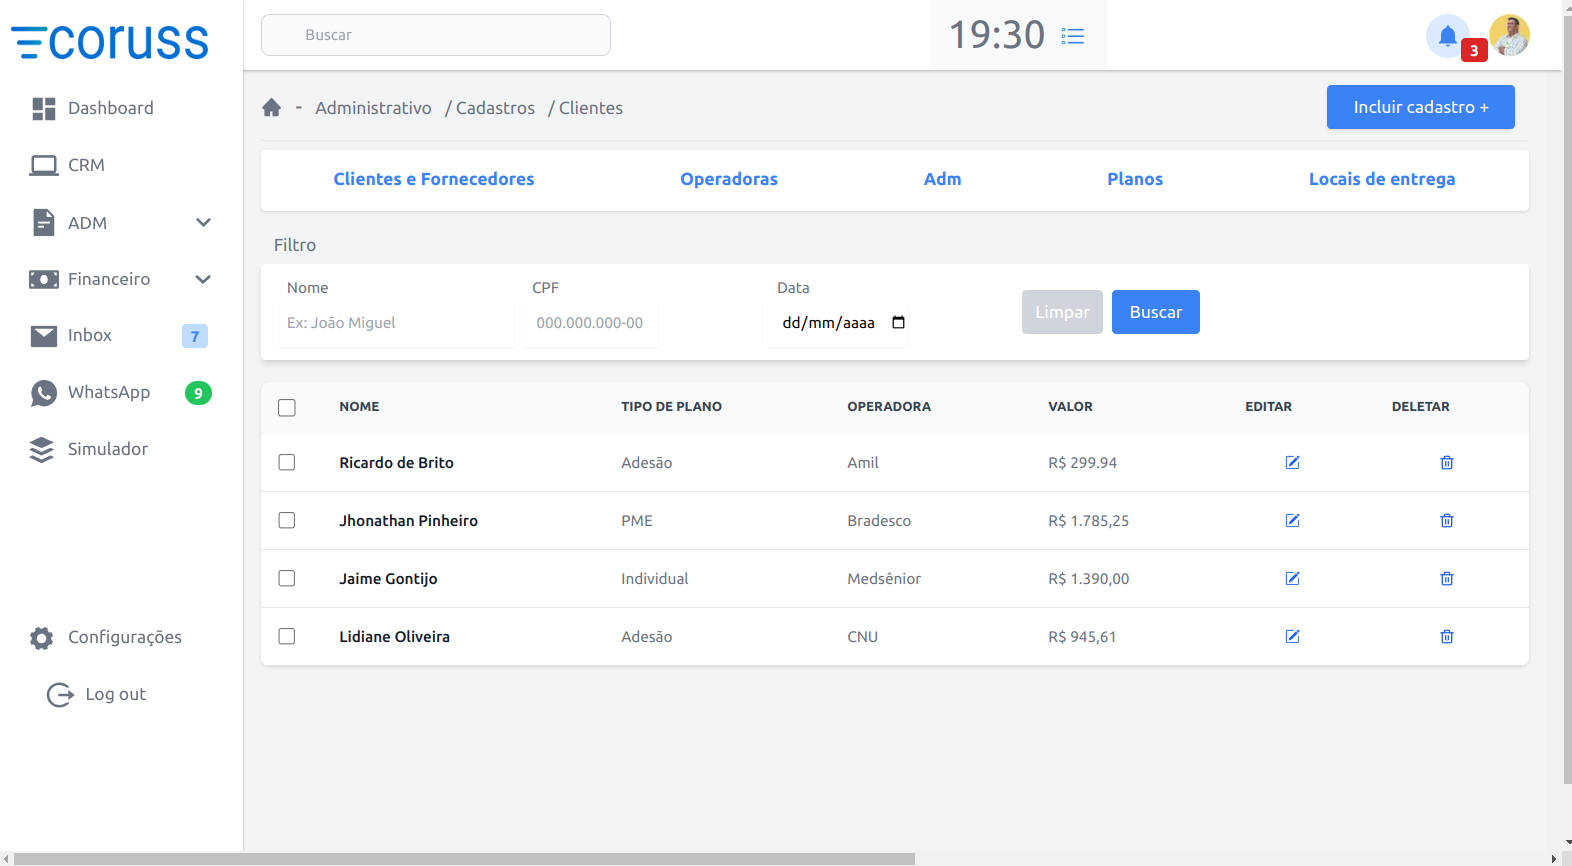 coruss
Buscar
19:30
3
Dashboard
CRM
ADM
Financeiro
Inbox 7
WhatsApp 9
Simulador
Configurações
Log out
- Administrativo / Cadastros / Clientes
Incluir cadastro +
Clientes e Fornecedores Operadoras Adm Planos Locais de entrega
Filtro
Nome CPF Data
Ex: João Miguel 000.000.000-00 dd/mm/aaaa Limpar Buscar
NOME TIPO DE PLANO OPERADORA VALOR EDITAR DELETAR
Ricardo de Brito Adesão Amil R$ 299.94
Jhonathan Pinheiro PME Bradesco R$ 1.785,25
Jaime Gontijo Individual Medsênior R$ 1.390,00
Lidiane Oliveira Adesão CNU R$ 945,61